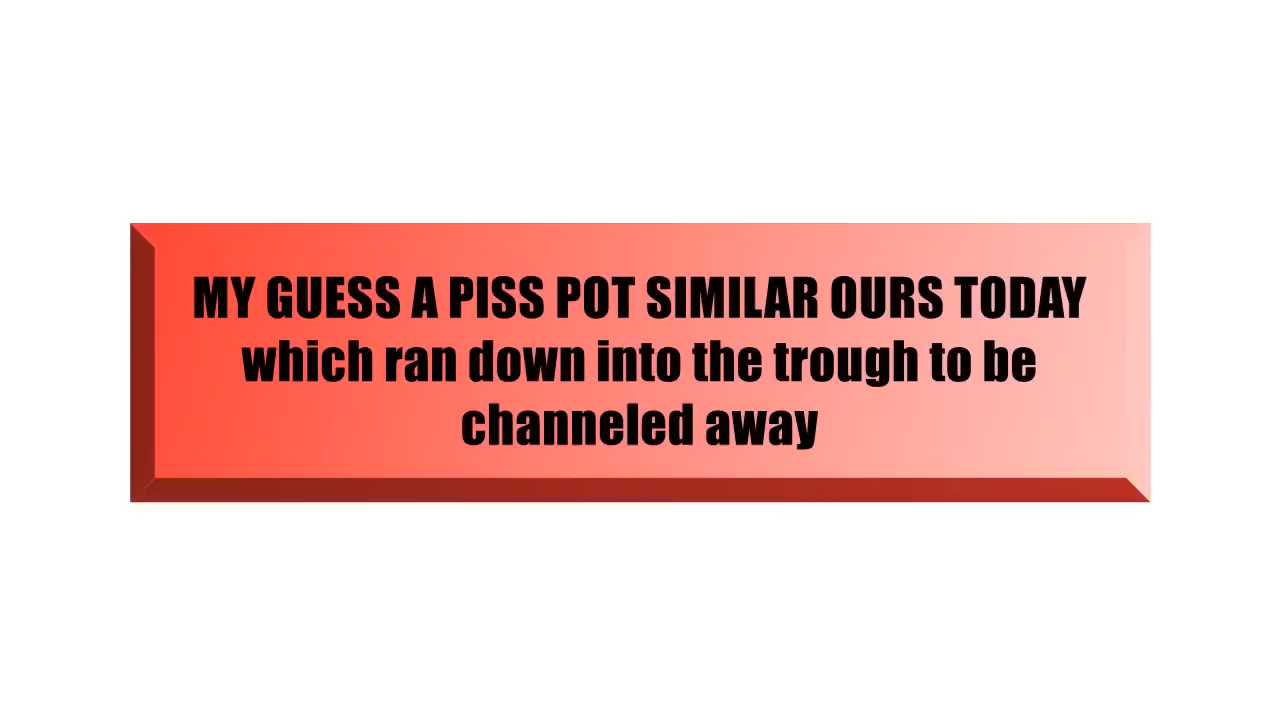 MY GUESS A PISS POT SIMILAR OURS TODAY
which ran down into the trough to be
channeled away